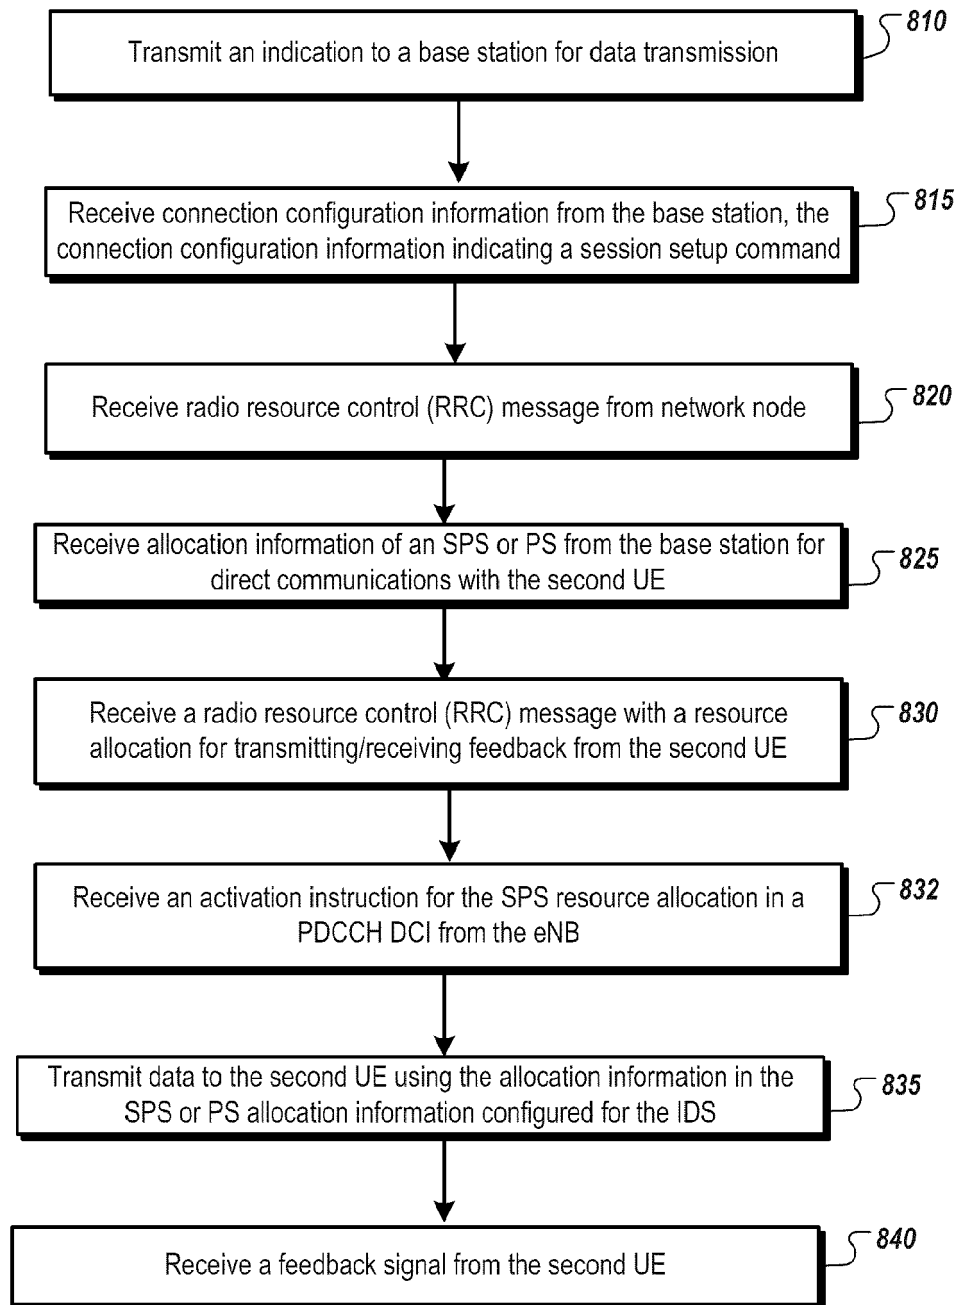 Transmit an indication to a base station for data transmission
810
Receive connection configuration information from the base station, the
connection configuration information indicating a session setup command
815
Receive radio resource control (RRC) message from network node
820
Receive allocation information of an SPS or PS from the base station for
direct communications with the second UE
825
Receive a radio resource control (RRC) message with a resource
allocation for transmitting/receiving feedback from the second UE
830
Receive an activation instruction for the SPS resource allocation in a
PDCCH DCI from the eNB
832
Transmit data to the second UE using the allocation information in the
SPS or PS allocation information configured for the IDS
835
Receive a feedback signal from the second UE
840